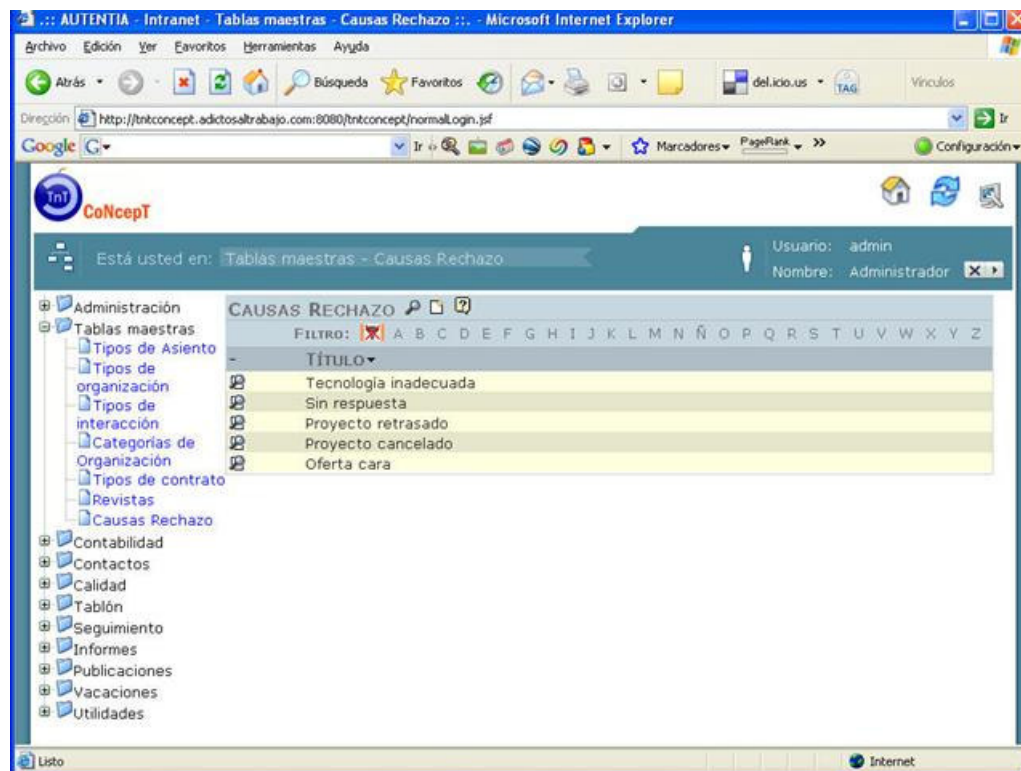 .:: AUTENTIA - Intranet - Tablas maestras - Causas Rechazo ::. - Microsoft Internet Explorer
Archivo Edición Ver Favoritos Herramientas Ayuda
Atrás Búsqueda Favoritos del.icio.us TAG Vínculos
Dirección http://tntconcept.adictosaltrabajo.com:8080/tntconcept/normalLogin.jsf Ir
Google G Ir Marcadores PageRank » Configuración
TnT CoNcepT
Está usted en: Tablas maestras - Causas Rechazo
Usuario: admin
Nombre: Administrador
Administración
Tablas maestras
Tipos de Asiento
Tipos de
organización
Tipos de
interacción
Categorías de
Organización
Tipos de contrato
Revistas
Causas Rechazo
Contabilidad
Contactos
Calidad
Tablón
Seguimiento
Informes
Publicaciones
Vacaciones
Utilidades
CAUSAS RECHAZO
FILTRO: A B C D E F G H I J K L M N Ñ O P Q R S T U V W X Y Z
- TÍTULO
Tecnología inadecuada
Sin respuesta
Proyecto retrasado
Proyecto cancelado
Oferta cara
Listo Internet